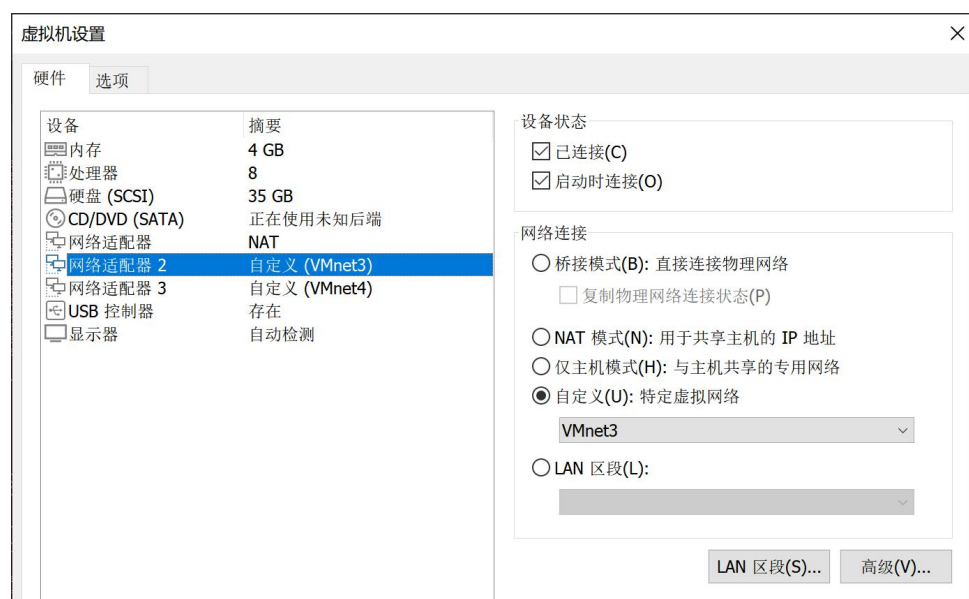 虚拟机设置
硬件 选项
设备 摘要
内存 4 GB
处理器 8
硬盘 (SCSI) 35 GB
CD/DVD (SATA) 正在使用未知后端
网络适配器 NAT
网络适配器 2 自定义 (VMnet3)
网络适配器 3 自定义 (VMnet4)
USB 控制器 存在
显示器 自动检测
设备状态
已连接(C)
启动时连接(O)
网络连接
桥接模式(B): 直接连接物理网络
复制物理网络连接状态(P)
NAT 模式(N): 用于共享主机的 IP 地址
仅主机模式(H): 与主机共享的专用网络
自定义(U): 特定虚拟网络
VMnet3
LAN 区段(L):
LAN 区段(S)... 高级(V)...